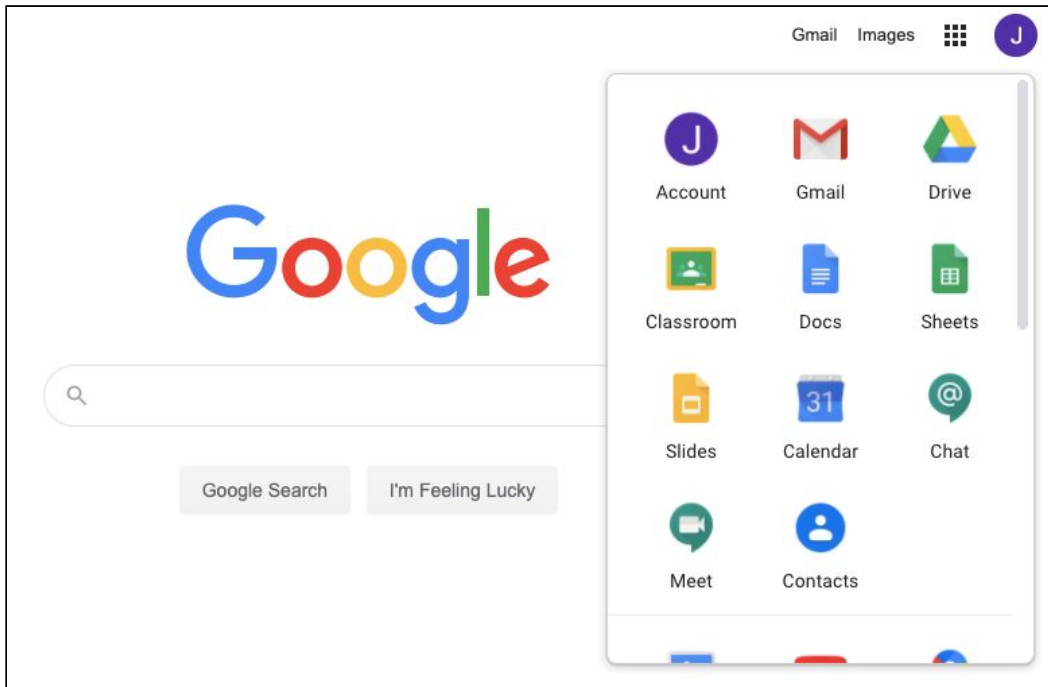 Gmail Images J
J
Account Gmail Drive
Google
Classroom Docs Sheets
31 @
Slides Calendar Chat
Google Search I'm Feeling Lucky
Meet Contacts